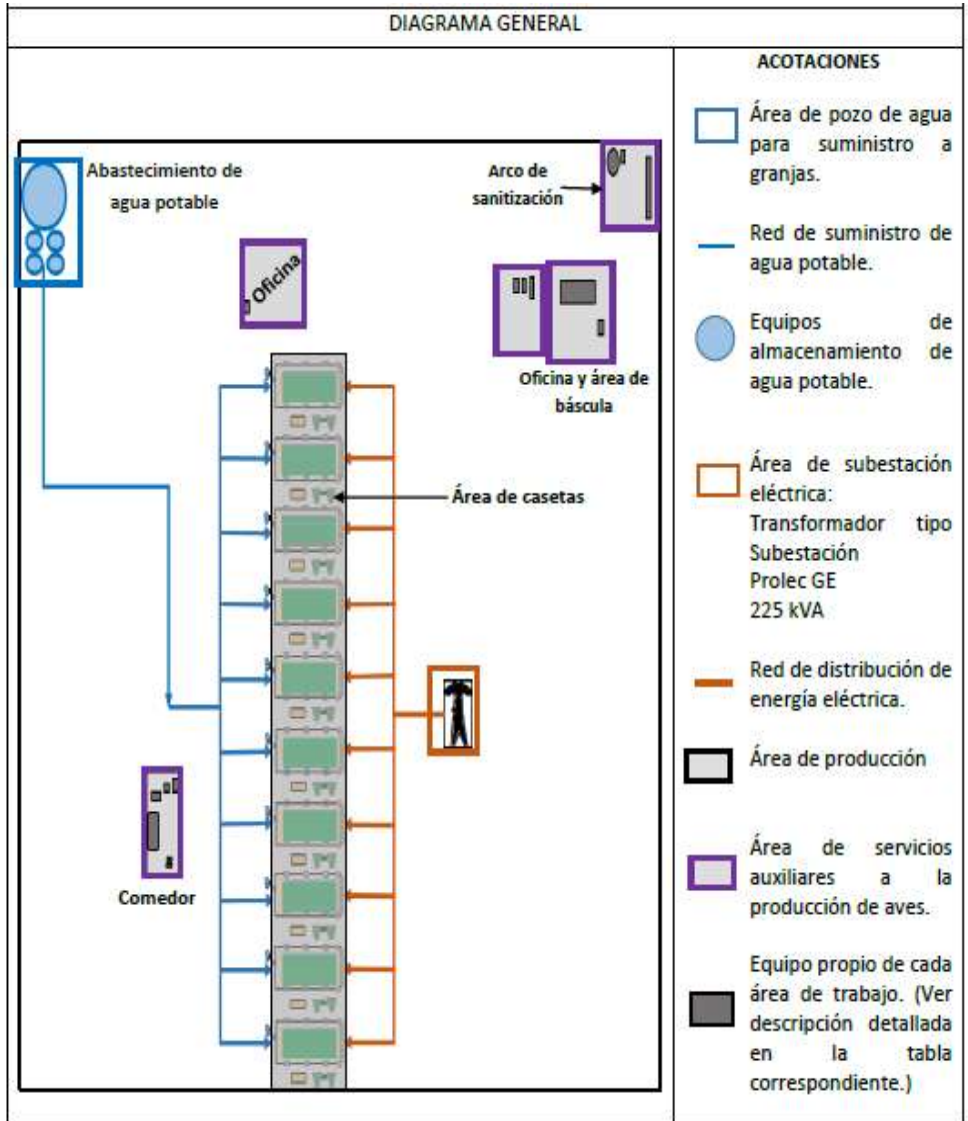 DIAGRAMA GENERAL
Abastecimiento de
agua potable
Arco de
sanitización
Oficina
Oficina y área de
báscula
Área de casetas
Comedor
ACOTACIONES
Área de pozo de agua
para suministro a
granjas.
Red de suministro de
agua potable.
Equipos de
almacenamiento de
agua potable.
Área de subestación
eléctrica:
Transformador tipo
Subestación
Prolec GE
225 kVA
Red de distribución de
energía eléctrica.
Área de producción
Área de servicios
auxiliares a la
producción de aves.
Equipo propio de cada
área de trabajo. (Ver
descripción detallada
en la tabla
correspondiente.)